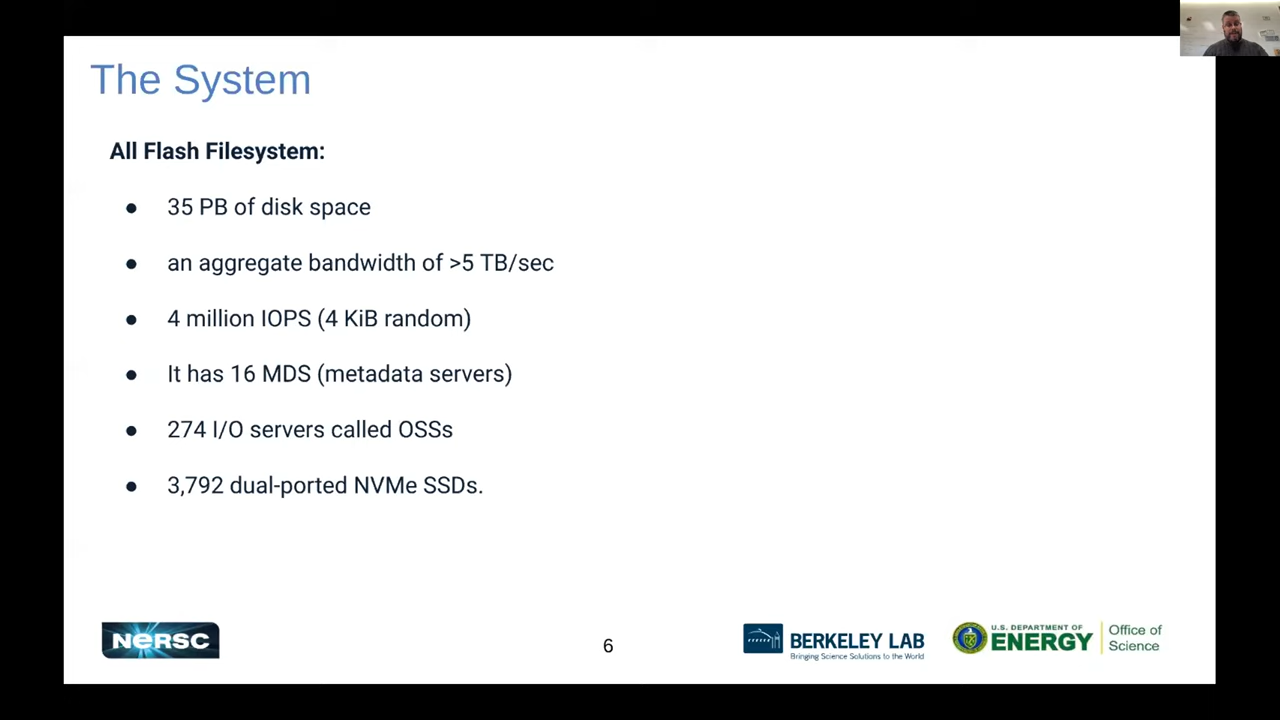 The System
All Flash Filesystem:
● 35 PB of disk space
● an aggregate bandwidth of >5 TB/sec
● 4 million IOPS (4 KiB random)
● It has 16 MDS (metadata servers)
● 274 I/O servers called OSSs
● 3,792 dual-ported NVMe SSDs.
NERSC
6
BERKELEY LAB
Bringing Science Solutions to the World
U.S. DEPARTMENT OF
ENERGY
Office of
Science